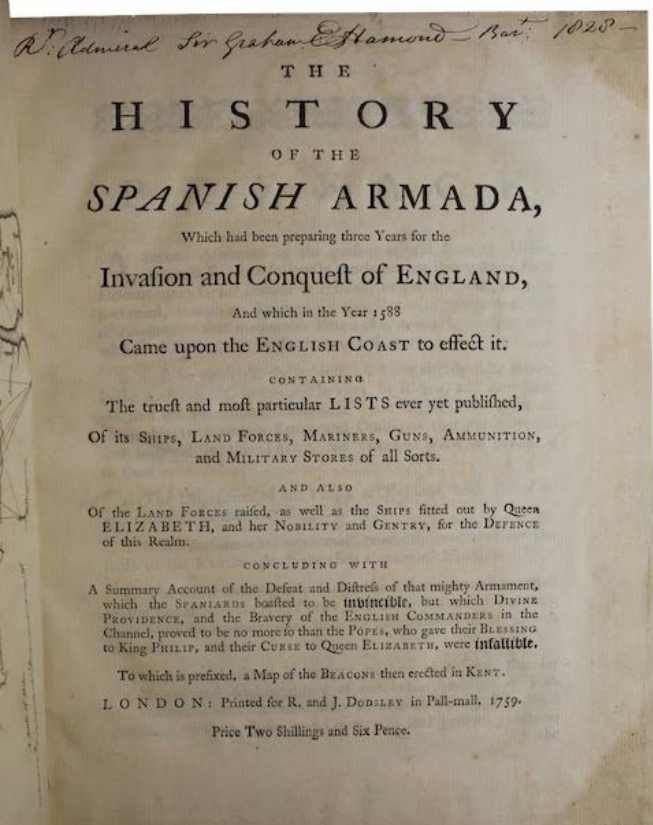 Rr: Admiral Sir Graham E Hamond - Bart: 1828 -
THE
HISTORY
OF THE
SPANISH ARMADA,
Which had been preparing three Years for the
Invaſion and Conqueſt of ENGLAND,
And which in the Year 1588
Came upon the ENGLISH COAST to effect it.
CONTAINING
The trueſt and moſt particular LISTS ever yet publiſhed,
Of its SHIPS, LAND FORCES, MARINERS, GUNS, AMMUNITION,
and MILITARY STORES of all Sorts.
AND ALSO
Of the LAND FORCES raiſed, as well as the SHIPS fitted out by Queen
ELIZABETH, and her NOBILITY and GENTRY, for the DEFENCE
of this Realm.
CONCLUDING WITH
A Summary Account of the Defeat and Diſtreſs of that mighty Armament,
which the SPANIARDS boaſted to be invincible, but which DIVINE
PROVIDENCE, and the Bravery of the ENGLISH COMMANDERS in the
Channel, proved to be no more ſo than the POPES, who gave their BLESSING
to King PHILIP, and their CURSE to Queen ELIZABETH, were infallible.
To which is prefixed, a Map of the BEACONS then erected in KENT.
LONDON: Printed for R. and J. DODSLEY in Pall-mall. 1759.
Price Two Shillings and Six Pence.